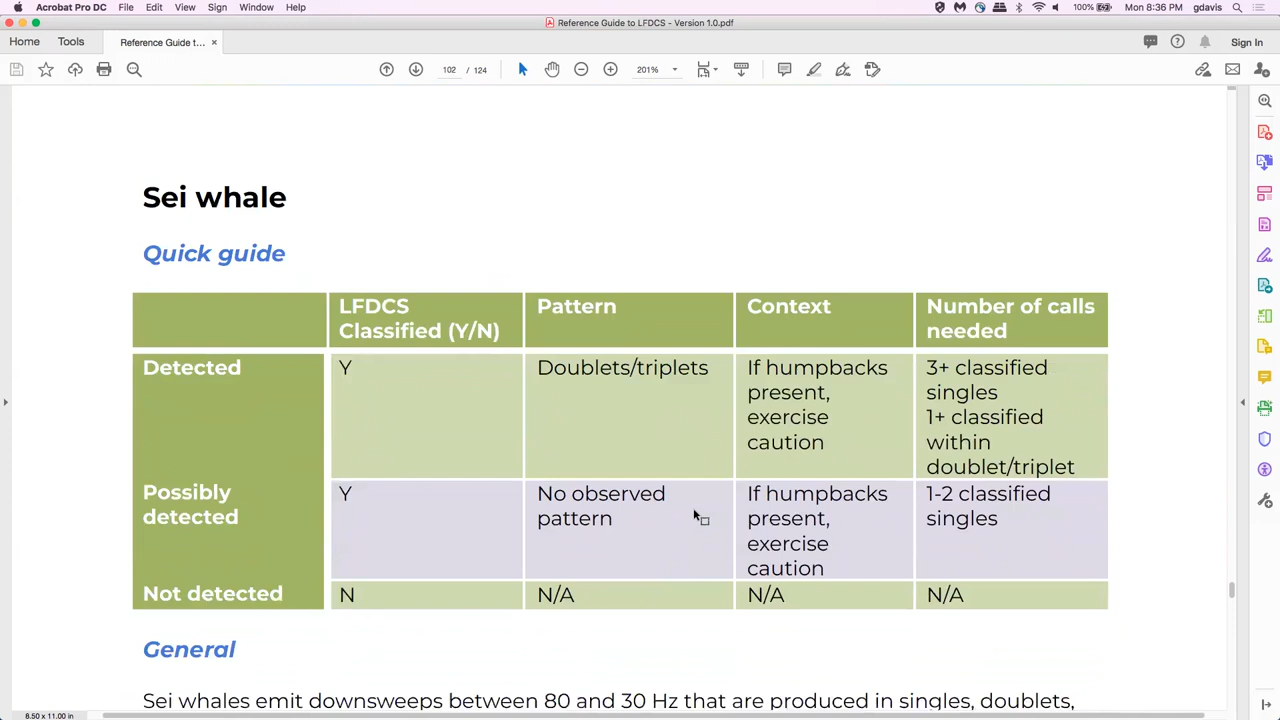 Acrobat Pro DC File Edit View Sign Window Help 100% Mon 8:36 PM gdavis
Reference Guide to LFDCS - Version 1.0.pdf
Home Tools Reference Guide t... × Sign In
102 / 124 201%
Sei whale
Quick guide
LFDCS Classified (Y/N) Pattern Context Number of calls needed
Detected Y Doublets/triplets If humpbacks present, exercise caution 3+ classified singles 1+ classified within doublet/triplet
Possibly detected Y No observed pattern If humpbacks present, exercise caution 1-2 classified singles
Not detected N N/A N/A N/A
General
Sei whales emit downsweeps between 80 and 30 Hz that are produced in singles, doublets,
8.50 x 11.00 in